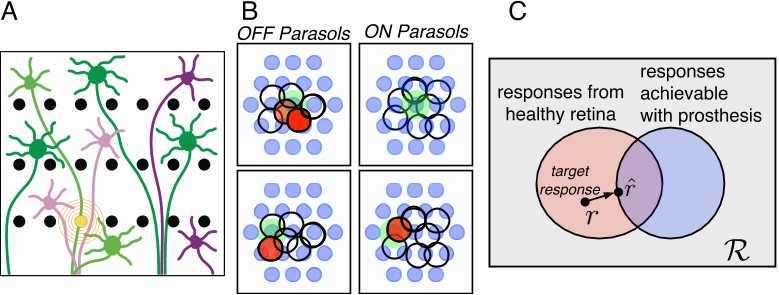 A
B
C
OFF Parasols
ON Parasols
responses from
healthy retina
responses
achievable
with prosthesis
target
response
r̂
r
ℛ